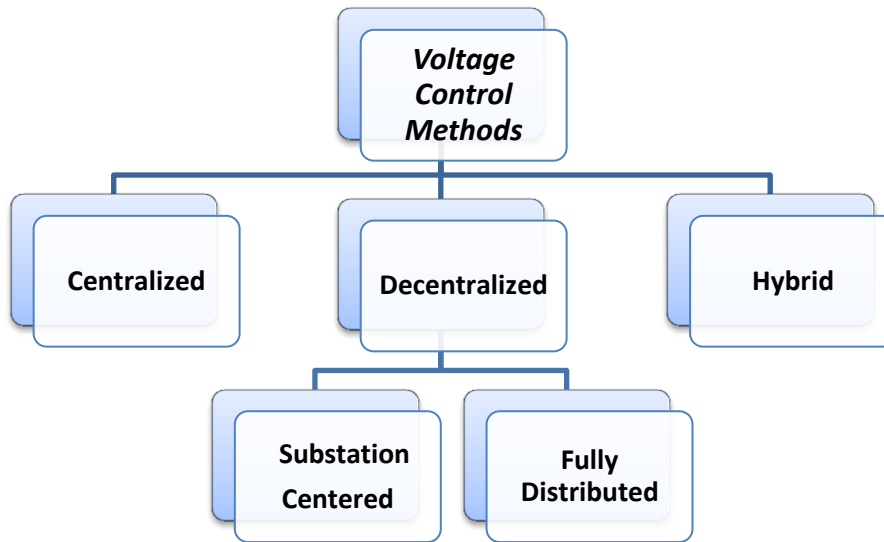 Voltage
Control
Methods
Centralized
Decentralized
Hybrid
Substation
Centered
Fully
Distributed